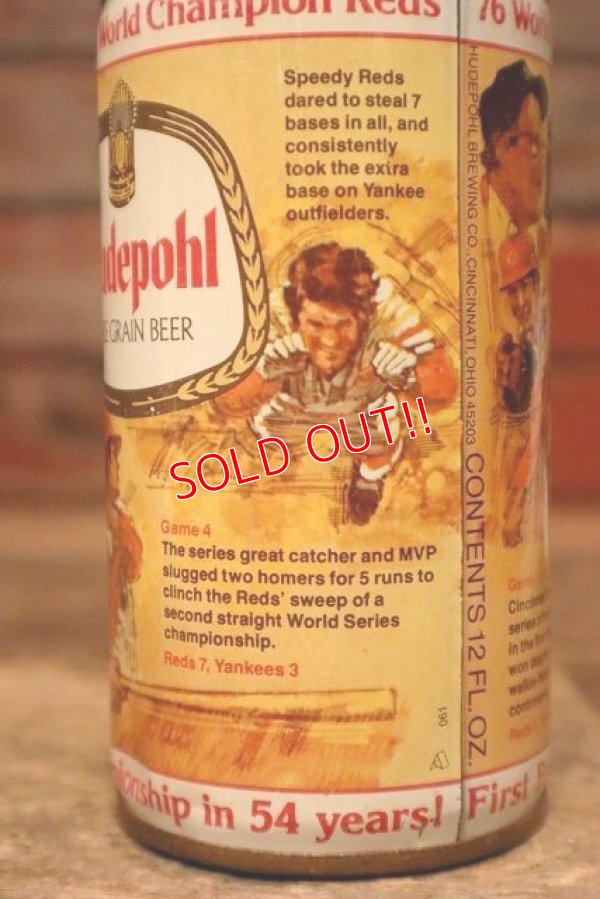 World Champion Reds
76
Speedy Reds
dared to steal 7
bases in all, and
consistently
took the extra
base on Yankee
outfielders.
GRAIN BEER
HUDEPOHL BREWING CO., CINCINNATI, OHIO 45203 CONTENTS 12 FL. OZ.
SOLD OUT!!
Game 4
The series great catcher and MVP
slugged two homers for 5 runs to
clinch the Reds' sweep of a
second straight World Series
championship.
Reds 7, Yankees 3
190
in 54 years!
First